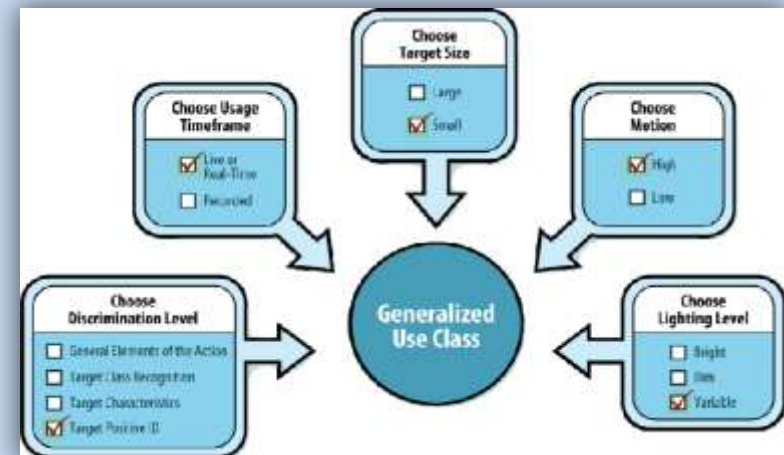 Choose
Target Size
Large
Small
Choose Usage
Timeframe
Live or
Real-Time
Recorded
Choose
Motion
High
Low
Choose
Discrimination Level
General Elements of the Action
Target Class Recognition
Target Characteristics
Target Positive ID
Generalized
Use Class
Choose
Lighting Level
Bright
Dim
Variable